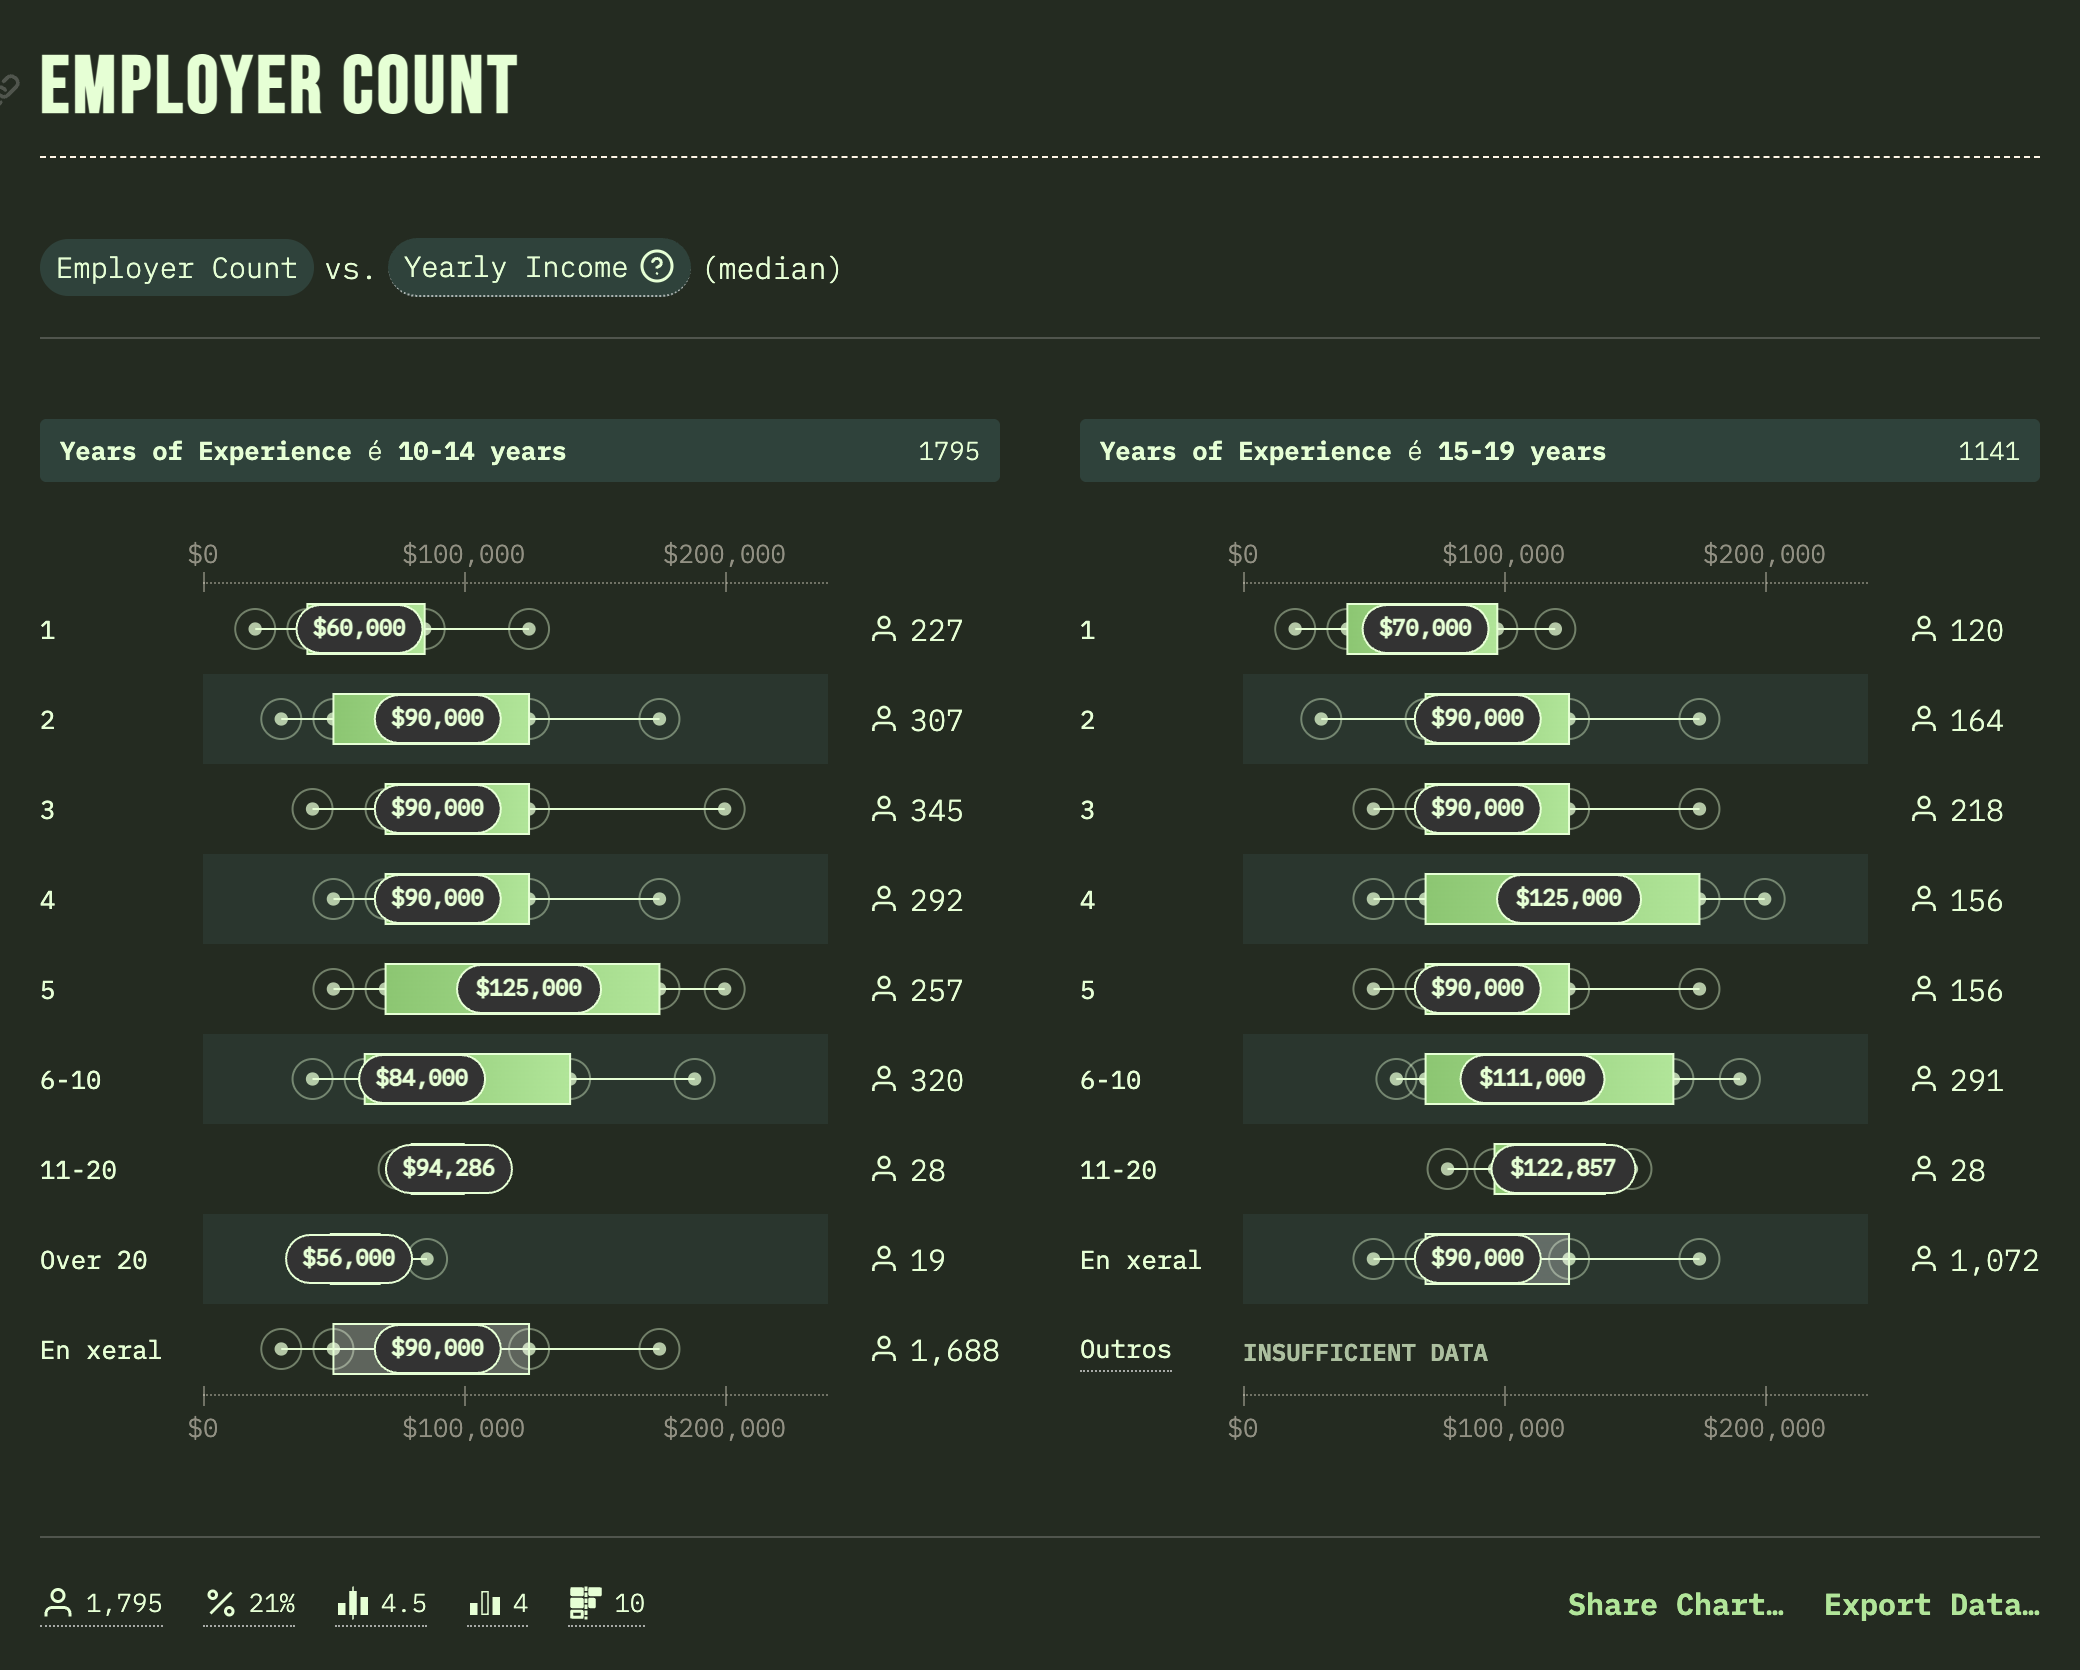 EMPLOYER COUNT
Employer Count vs. Yearly Income (median)
Years of Experience é 10-14 years 1795
$0 $100,000 $200,000
1 $60,000 227
2 $90,000 307
3 $90,000 345
4 $90,000 292
5 $125,000 257
6-10 $84,000 320
11-20 $94,286 28
Over 20 $56,000 19
En xeral $90,000 1,688
$0 $100,000 $200,000
Years of Experience é 15-19 years 1141
$0 $100,000 $200,000
1 $70,000 120
2 $90,000 164
3 $90,000 218
4 $125,000 156
5 $90,000 156
6-10 $111,000 291
11-20 $122,857 28
En xeral $90,000 1,072
Outros INSUFFICIENT DATA
$0 $100,000 $200,000
1,795 21% 4.5 4 10
Share Chart… Export Data…